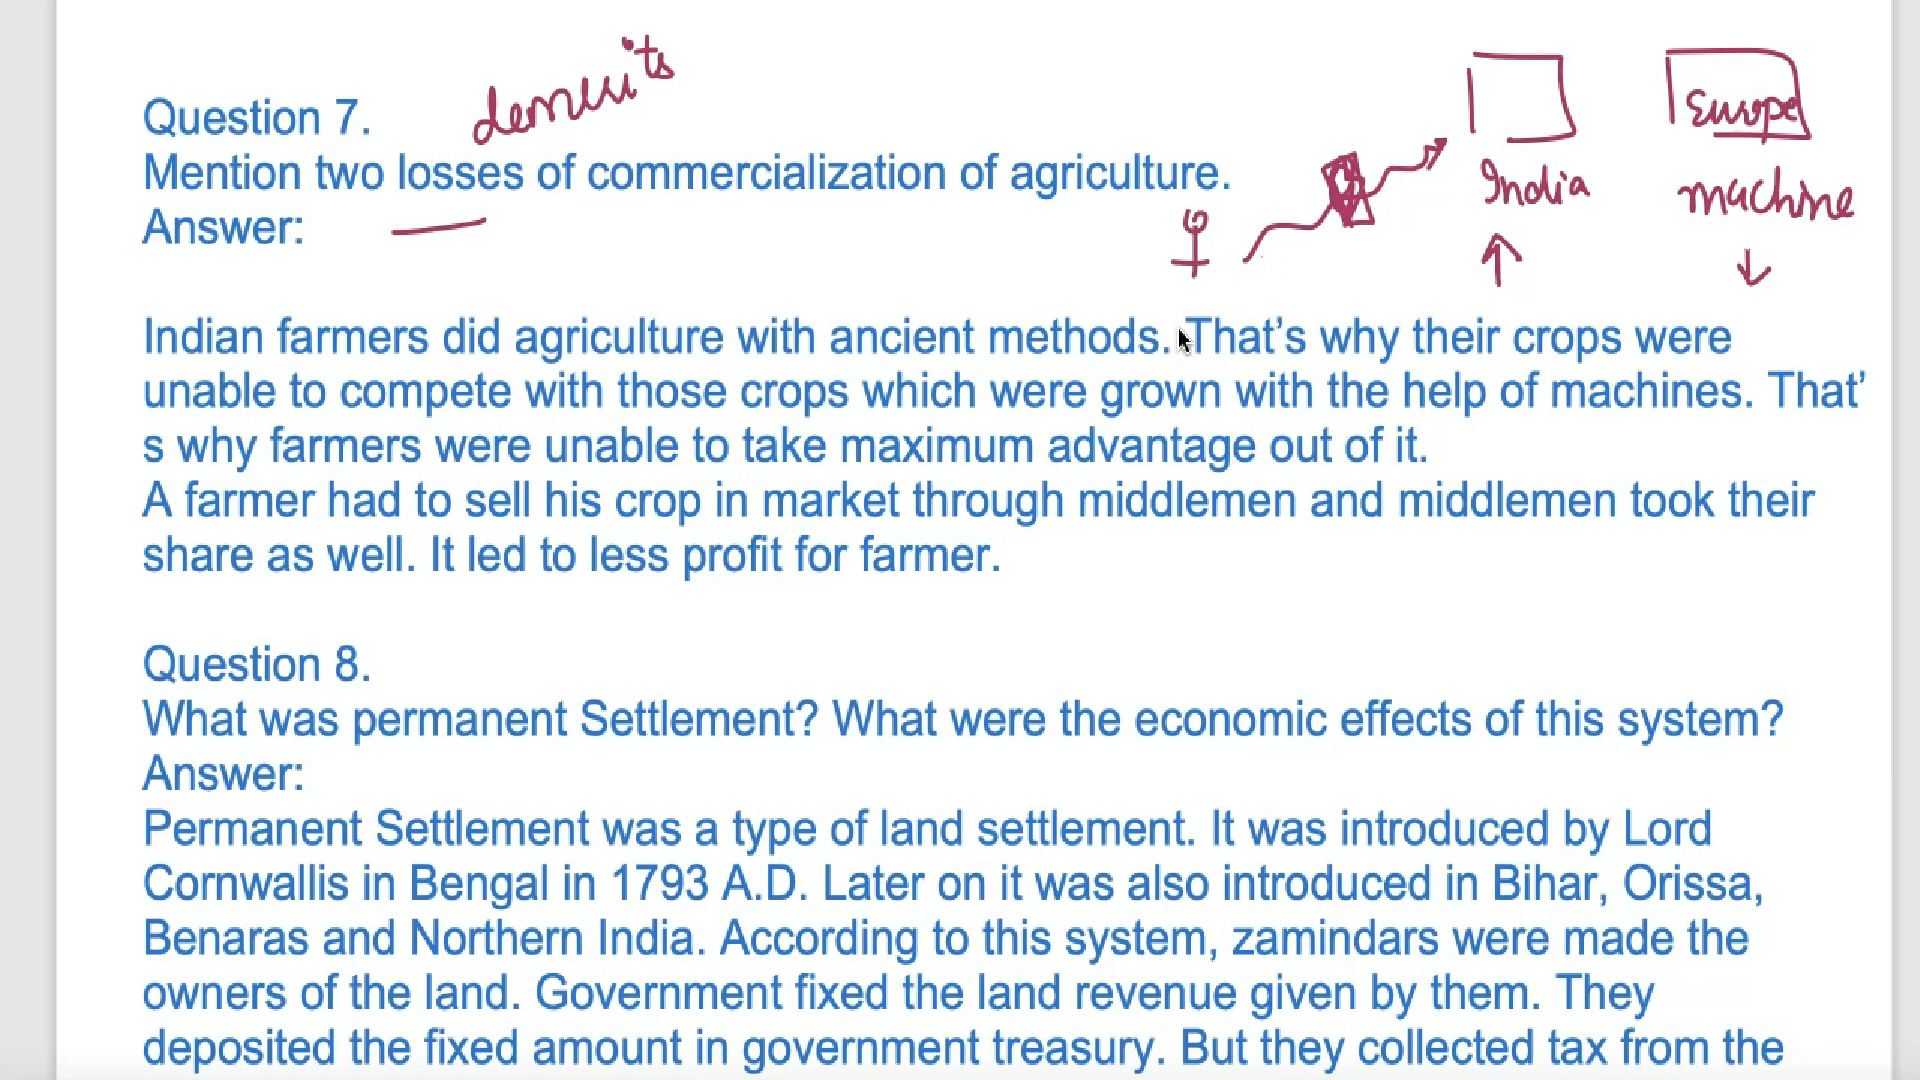 demerits
Question 7.
Mention two losses of commercialization of agriculture.
Answer:
India
Europe
machine
Indian farmers did agriculture with ancient methods. That’s why their crops were
unable to compete with those crops which were grown with the help of machines. That’
s why farmers were unable to take maximum advantage out of it.
A farmer had to sell his crop in market through middlemen and middlemen took their
share as well. It led to less profit for farmer.
Question 8.
What was permanent Settlement? What were the economic effects of this system?
Answer:
Permanent Settlement was a type of land settlement. It was introduced by Lord
Cornwallis in Bengal in 1793 A.D. Later on it was also introduced in Bihar, Orissa,
Benaras and Northern India. According to this system, zamindars were made the
owners of the land. Government fixed the land revenue given by them. They
deposited the fixed amount in government treasury. But they collected tax from the